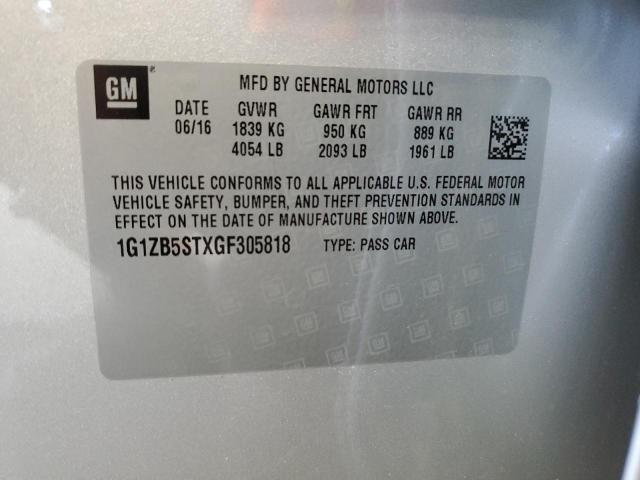 GM
MFD BY GENERAL MOTORS LLC
DATE GVWR GAWR FRT GAWR RR
06/16 1839 KG 950 KG 889 KG
4054 LB 2093 LB 1961 LB
THIS VEHICLE CONFORMS TO ALL APPLICABLE U.S. FEDERAL MOTOR
VEHICLE SAFETY, BUMPER, AND THEFT PREVENTION STANDARDS IN
EFFECT ON THE DATE OF MANUFACTURE SHOWN ABOVE.
1G1ZB5STXGF305818 TYPE: PASS CAR